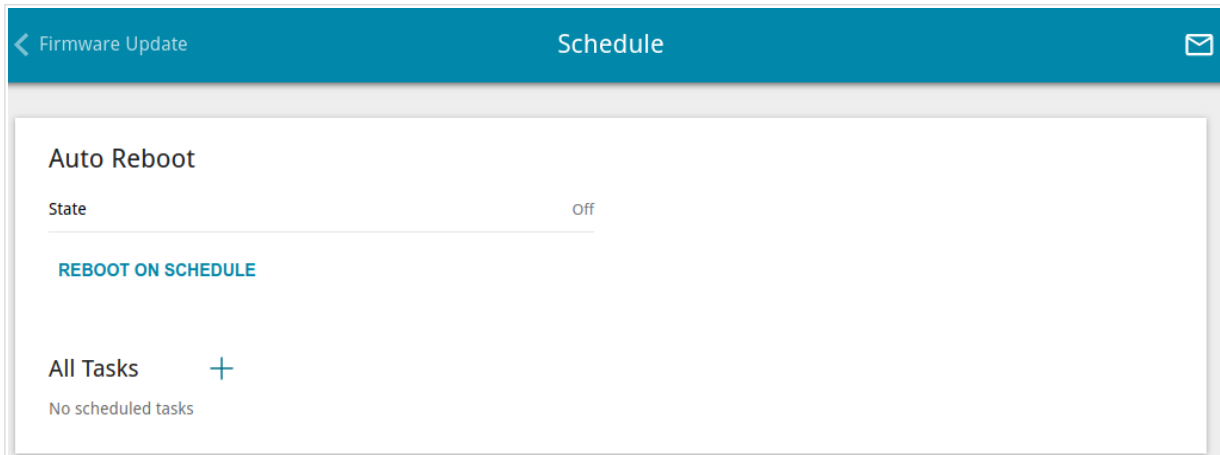 Firmware Update
Schedule
Auto Reboot
State Off
REBOOT ON SCHEDULE
All Tasks
No scheduled tasks